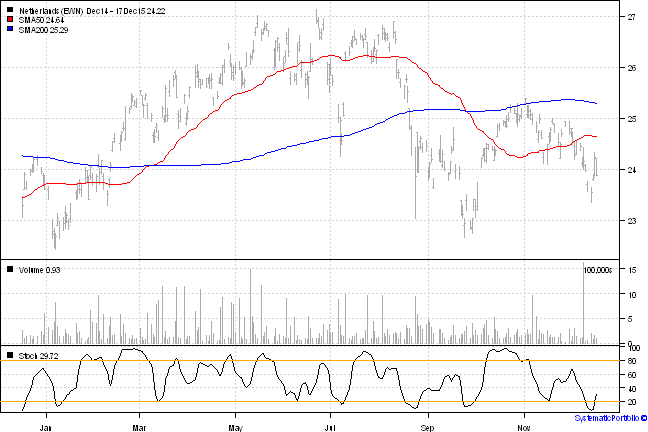 Netherlands (EWN) Dec14 - 17Dec15 24.22
SMA50 24.64
SMA200 25.29
27
26
25
24
23
Volume 0.93
100,000s
15
10
5
0
Stoch 29.72
100
80
60
40
20
Jan Mar May Jul Sep Nov
SystematicPortfolio ©